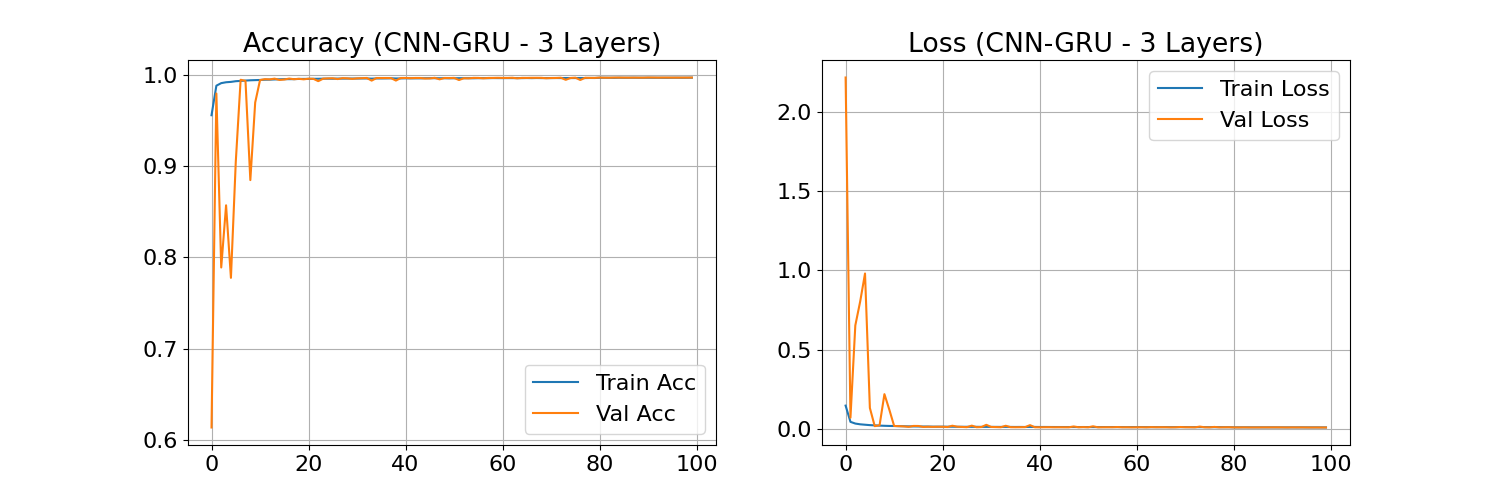 Accuracy (CNN-GRU - 3 Layers)
1.0
0.9
0.8
0.7
0.6
0 20 40 60 80 100
Train Acc
Val Acc
Loss (CNN-GRU - 3 Layers)
2.0
1.5
1.0
0.5
0.0
0 20 40 60 80 100
Train Loss
Val Loss